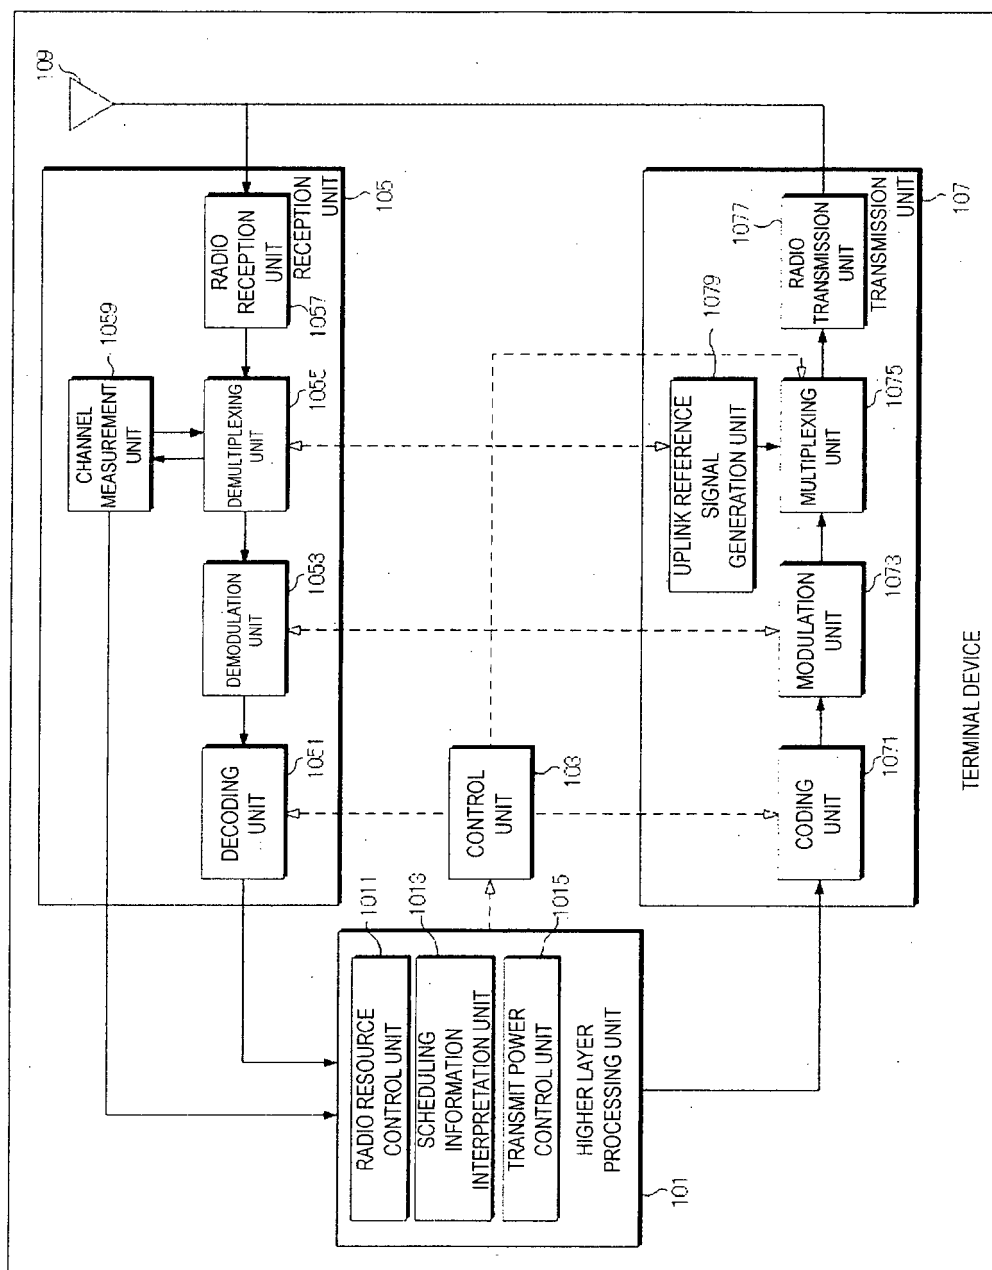 109
RADIO
RECEPTION
UNIT
RECEPTION
UNIT
105
1057
CHANNEL
MEASUREMENT
UNIT
1059
DEMULTIPLEXING
UNIT
1055
DEMODULATION
UNIT
1053
DECODING
UNIT
1051
CONTROL
UNIT
103
RADIO RESOURCE
CONTROL UNIT
1011
SCHEDULING
INFORMATION
INTERPRETATION UNIT
1013
TRANSMIT POWER
CONTROL UNIT
1015
HIGHER LAYER
PROCESSING UNIT
101
1077
RADIO
TRANSMISSION
UNIT
TRANSMISSION
UNIT
107
1079
UPLINK REFERENCE
SIGNAL
GENERATION UNIT
MULTIPLEXING
UNIT
1075
MODULATION
UNIT
1073
CODING
UNIT
1071
TERMINAL DEVICE